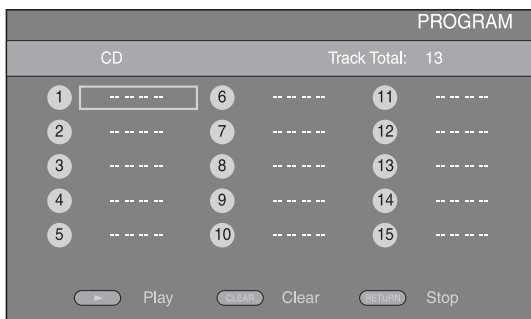 PROGRAM
CD Track Total: 13
1 -- -- -- -- 6 -- -- -- -- 11 -- -- -- --
2 -- -- -- -- 7 -- -- -- -- 12 -- -- -- --
3 -- -- -- -- 8 -- -- -- -- 13 -- -- -- --
4 -- -- -- -- 9 -- -- -- -- 14 -- -- -- --
5 -- -- -- -- 10 -- -- -- -- 15 -- -- -- --
Play CLEAR Clear RETURN Stop